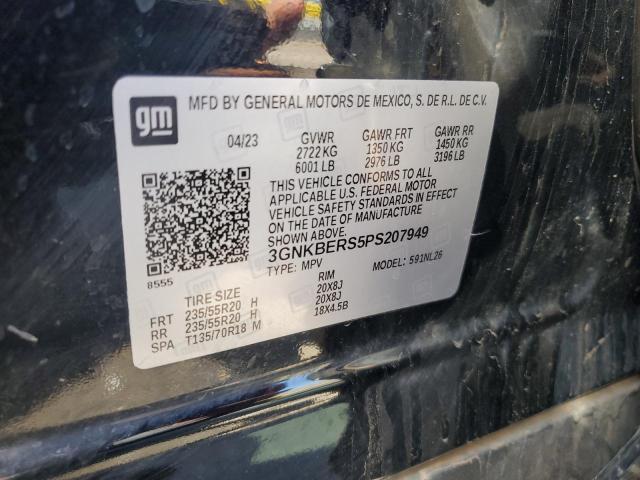 gm
MFD BY GENERAL MOTORS DE MEXICO, S. DE R.L. DE C.V.
04/23 GVWR GAWR FRT GAWR RR
2722 KG 1350 KG 1450 KG
6001 LB 2976 LB 3196 LB
THIS VEHICLE CONFORMS TO ALL
APPLICABLE U.S. FEDERAL MOTOR
VEHICLE SAFETY STANDARDS IN EFFECT
ON THE DATE OF MANUFACTURE
SHOWN ABOVE.
3GNKBERS5PS207949
8555 TYPE: MPV MODEL: 591NL26
TIRE SIZE RIM
FRT 235/55R20 H 20X8J
RR 235/55R20 H 20X8J
SPA T135/70R18 M 18X4.5B